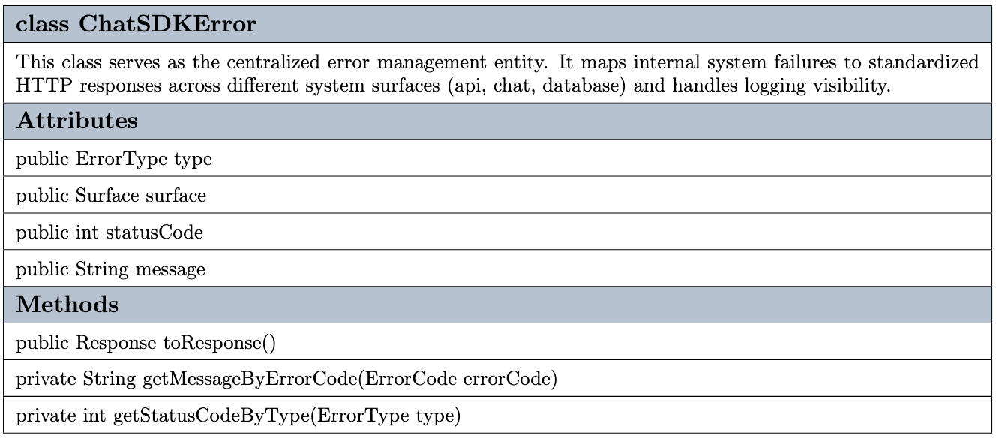 class ChatSDKError
This class serves as the centralized error management entity. It maps internal system failures to standardized
HTTP responses across different system surfaces (api, chat, database) and handles logging visibility.
Attributes
public ErrorType type
public Surface surface
public int statusCode
public String message
Methods
public Response toResponse()
private String getMessageByErrorCode(ErrorCode errorCode)
private int getStatusCodeByType(ErrorType type)